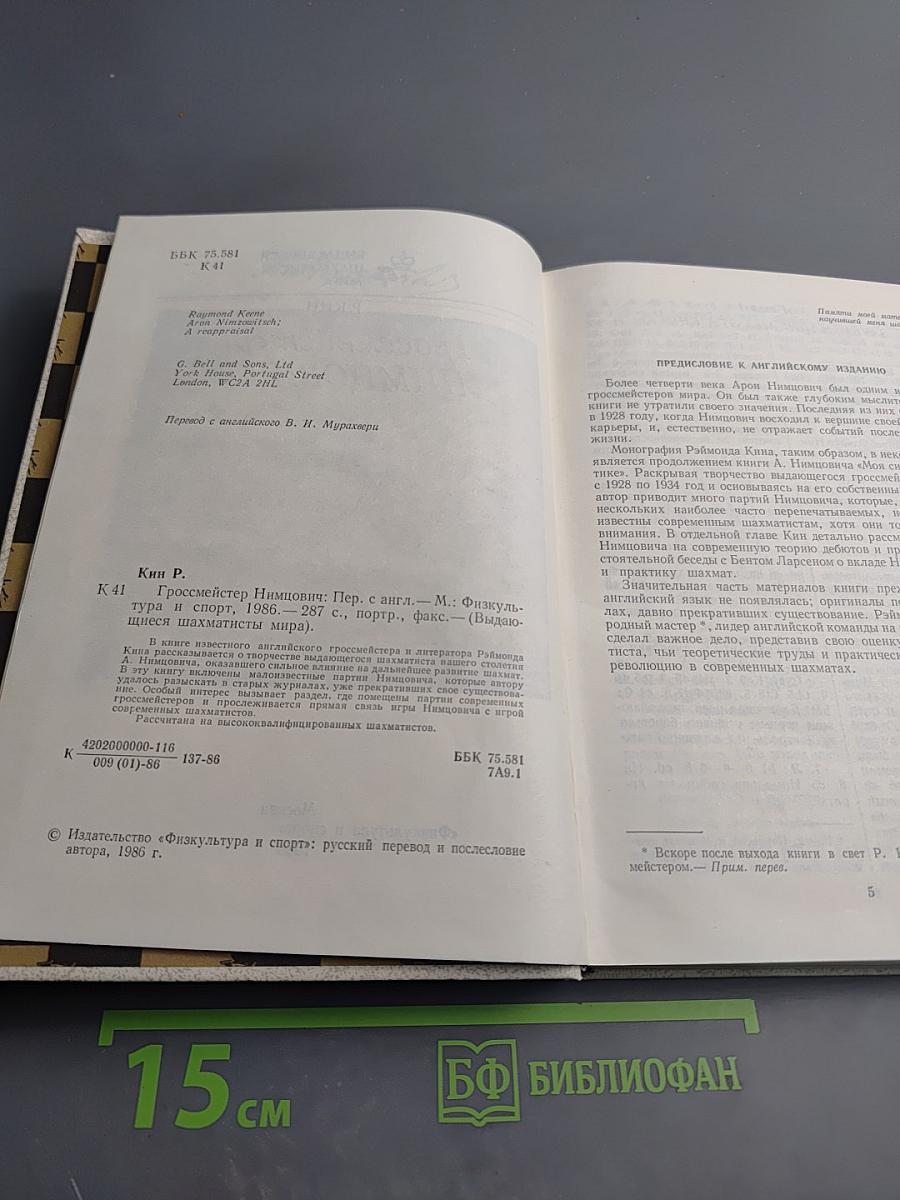 ББК 75.581
К 41
Raymond Keene
Aron Nimzowitsch;
A reappraisal
G. Bell and Sons, Ltd
York House, Portugal Street
London, WC2A 2HL
Перевод с английского В. И. Мурахвери
Кин Р.
К 41 Гроссмейстер Нимцович: Пер. с англ.— М.: Физкуль-
тура и спорт, 1986.— 287 с., портр., факс.— (Выдаю-
щиеся шахматисты мира).
В книге известного английского гроссмейстера и литератора Рэймонда
Кина рассказывается о творчестве выдающегося шахматиста нашего столетия
А. Нимцовича, оказавшего сильное влияние на дальнейшее развитие шахмат.
В эту книгу включены малоизвестные партии Нимцовича, которые автору
удалось разыскать в старых журналах, уже прекративших свое существова-
ние. Особый интерес вызывает раздел, где помещены партии современных
гроссмейстеров и прослеживается прямая связь игры Нимцовича с игрой
современных шахматистов.
Рассчитана на высококвалифицированных шахматистов.
К 4202000000-116
009 (01)-86 137-86
ББК 75.581
7А9.1
© Издательство «Физкультура и спорт»: русский перевод и послесловие
автора, 1986 г.
Памяти моей
научившей меня
ПРЕДИСЛОВИЕ К АНГЛИЙСКОМУ ИЗДАНИЮ
Более четверти века Арон Нимцович был одним
гроссмейстеров мира. Он был также глубоким
книги не утратили своего значения. Последняя из них
в 1928 году, когда Нимцович восходил к вершине своей
карьеры, и, естественно, не отражает событий
жизни.
Монография Рэймонда Кина, таким образом, в
является продолжением книги А. Нимцовича «Моя
тике». Раскрывая творчество выдающегося
с 1928 по 1934 год и основываясь на его
автор приводит много партий Нимцовича, которые,
нескольких наиболее часто перепечатываемых,
известны современным шахматистам, хотя они
внимания. В отдельной главе Кин детально
Нимцовича на современную теорию дебютов и
стоятельной беседы с Бентом Ларсеном о вкладе
и практику шахмат.
Значительная часть материалов книги
английский язык не появлялась; оригиналы
лах, давно прекративших существование.
родный мастер *, лидер английской команды на
сделал важное дело, представив свою оценку
тиста, чьи теоретические труды и
революцию в современных шахматах.
* Вскоре после выхода книги в свет Р.
мейстером.— Прим. перев.
5
15 см
БФ БИБЛИОФАН